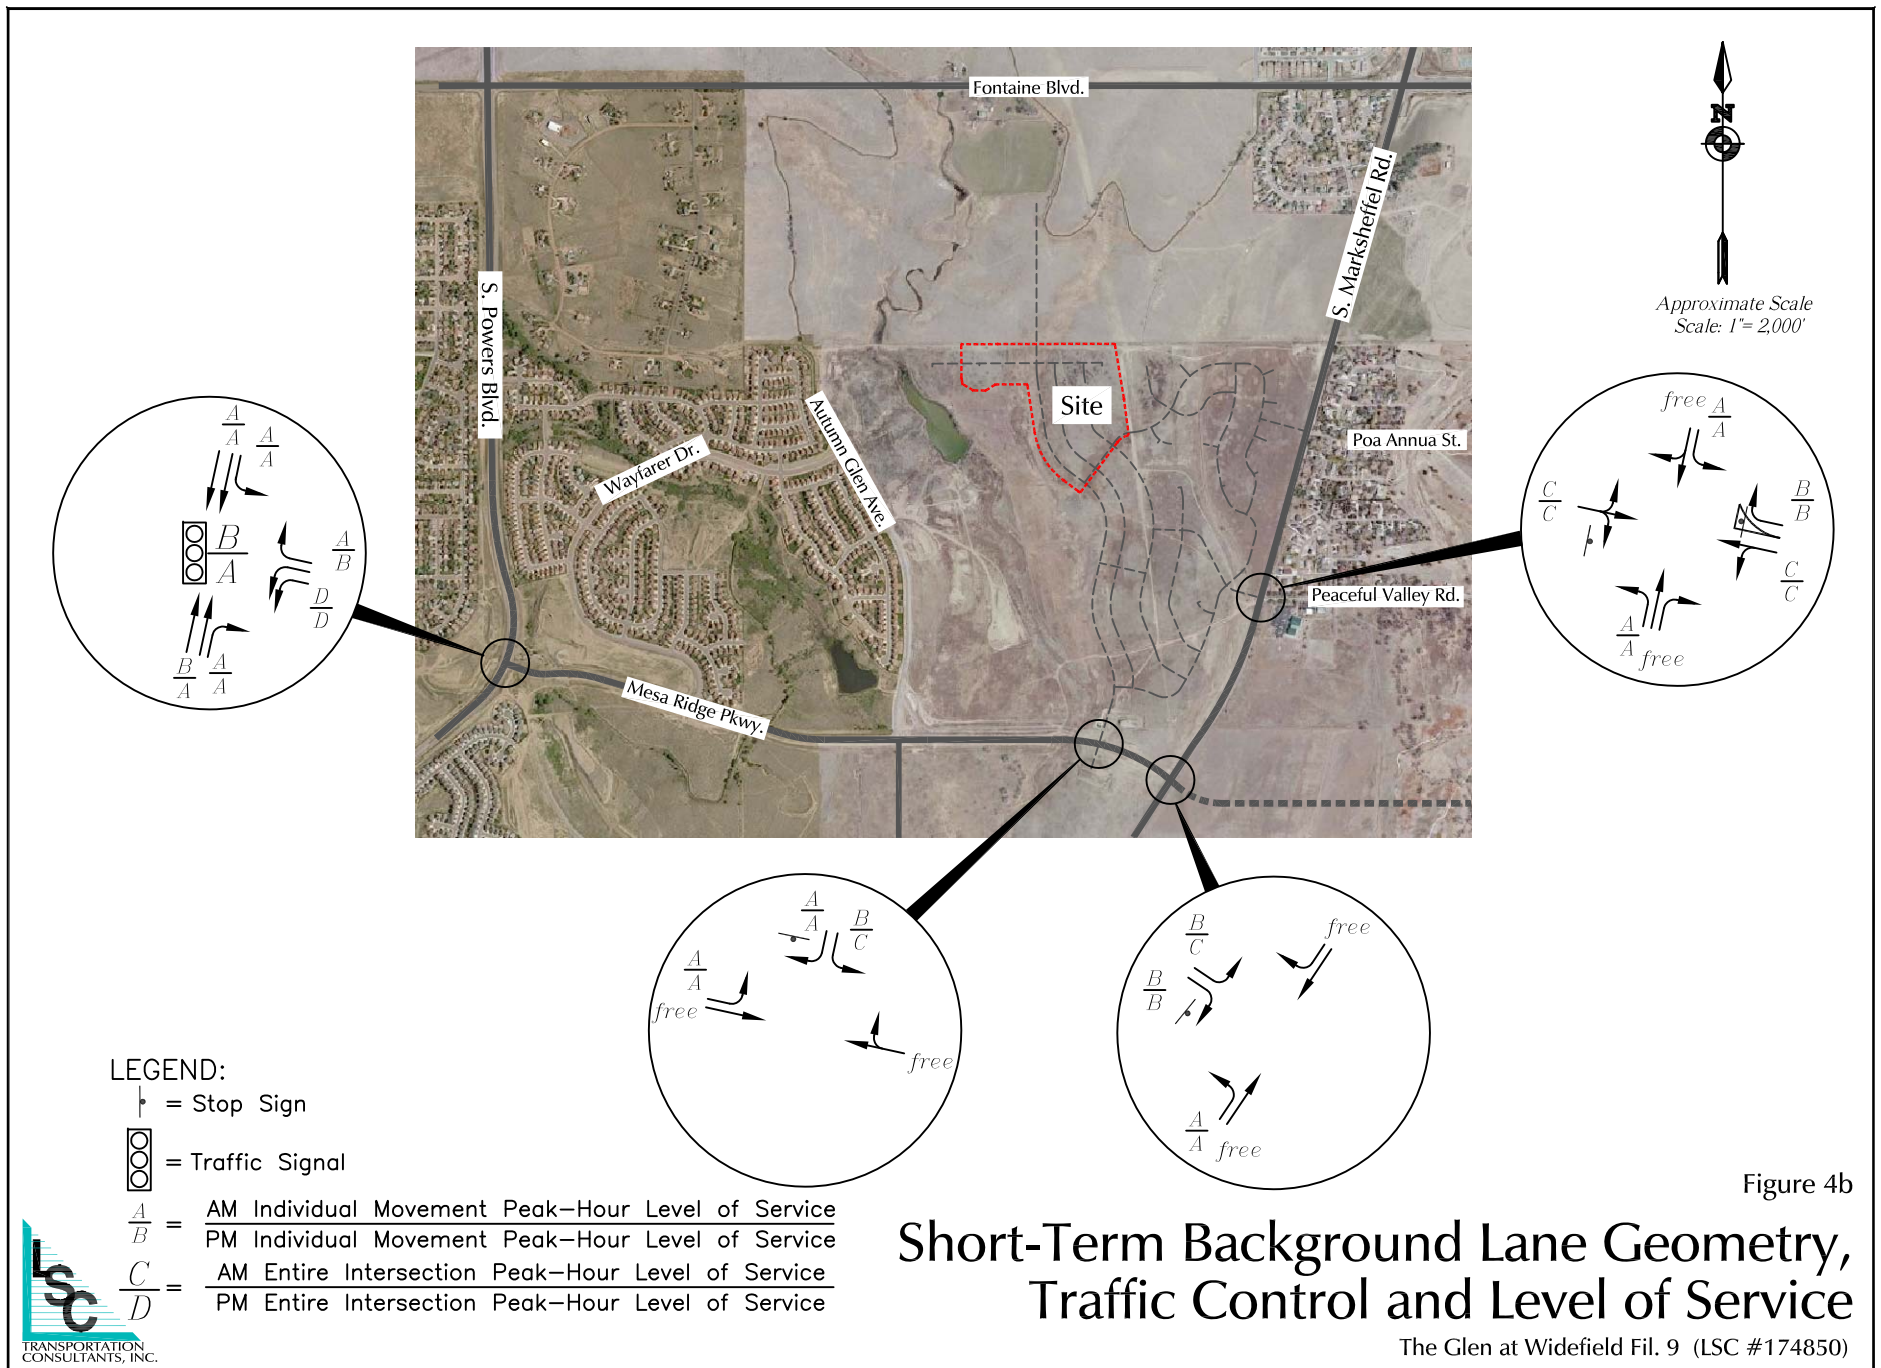 Fontaine Blvd.
N
S. Marksheffel Rd.
S. Powers Blvd.
Approximate Scale
Scale: 1"= 2,000'
Site
Autumn Glen Ave.
Wayfarer Dr.
Poa Annua St.
Peaceful Valley Rd.
Mesa Ridge Pkwy.
A
A
A
A
B
A
A
B
D
D
B
A
A
A
free
A
A
C
C
B
B
C
C
A
A
free
A
A
B
C
A
A
free
free
B
C
B
B
free
A
A
free
LEGEND:
= Stop Sign
= Traffic Signal
A
B
=
AM Individual Movement Peak-Hour Level of Service
PM Individual Movement Peak-Hour Level of Service
C
D
=
AM Entire Intersection Peak-Hour Level of Service
PM Entire Intersection Peak-Hour Level of Service
LSC
TRANSPORTATION
CONSULTANTS, INC.
Figure 4b
Short-Term Background Lane Geometry,
Traffic Control and Level of Service
The Glen at Widefield Fil. 9 (LSC #174850)